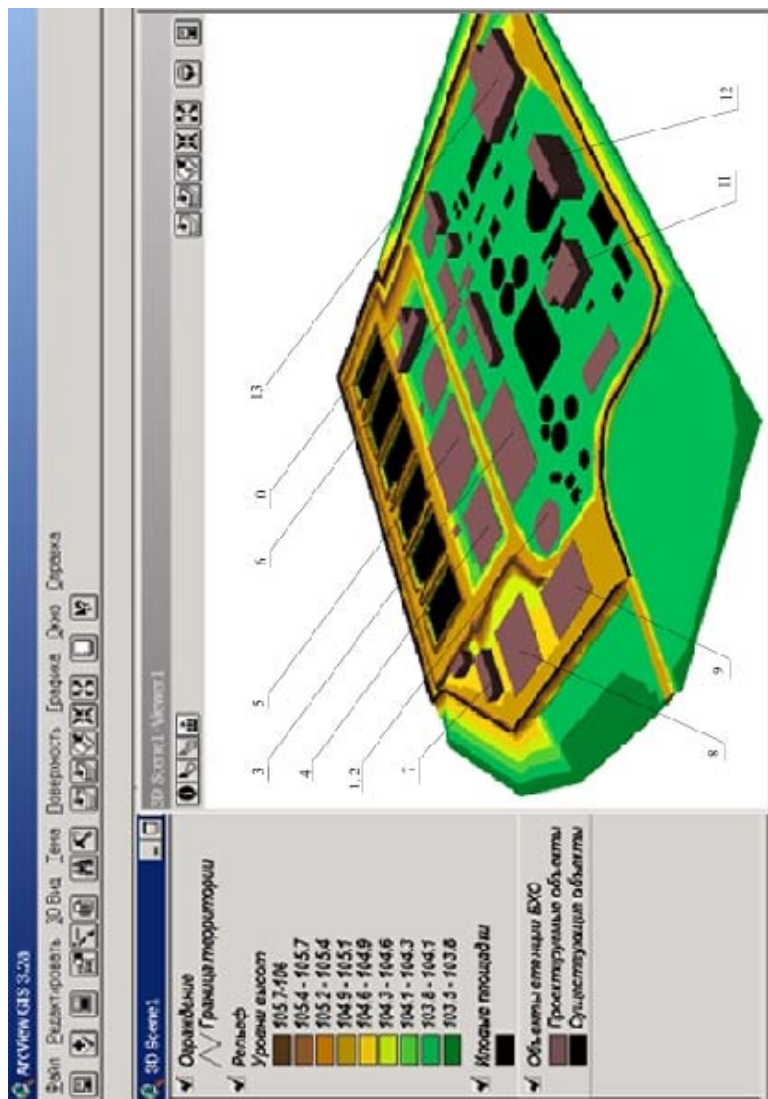 ArcView GIS 3.2a
Файл Редактировать 3D Вид Тема Поверхность Графика Окно Справка
3D Scene1
3D Scene1 - Viewer1
Ограждение
Граница территории
Рельеф
Уровни высот
105.7-106
105.4 - 105.7
105.2 - 105.4
104.9 - 105.1
104.6 - 104.9
104.3 - 104.6
104.1 - 104.3
103.8 - 104.1
103.5 - 103.8
Иловые площадки
Объекты станции БХО
Проектируемые объекты
Существующие объекты
3
4
1, 2
7
5
6
13
8
9
11
12